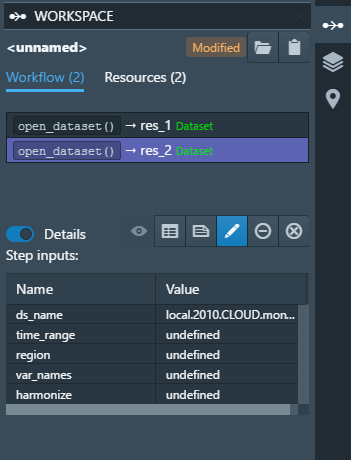 WORKSPACE
<unnamed> Modified
Workflow (2) Resources (2)
open_dataset() → res_1 Dataset
open_dataset() → res_2 Dataset
Details
Step inputs:
Name Value
ds_name local.2010.CLOUD.mon...
time_range undefined
region undefined
var_names undefined
harmonize undefined